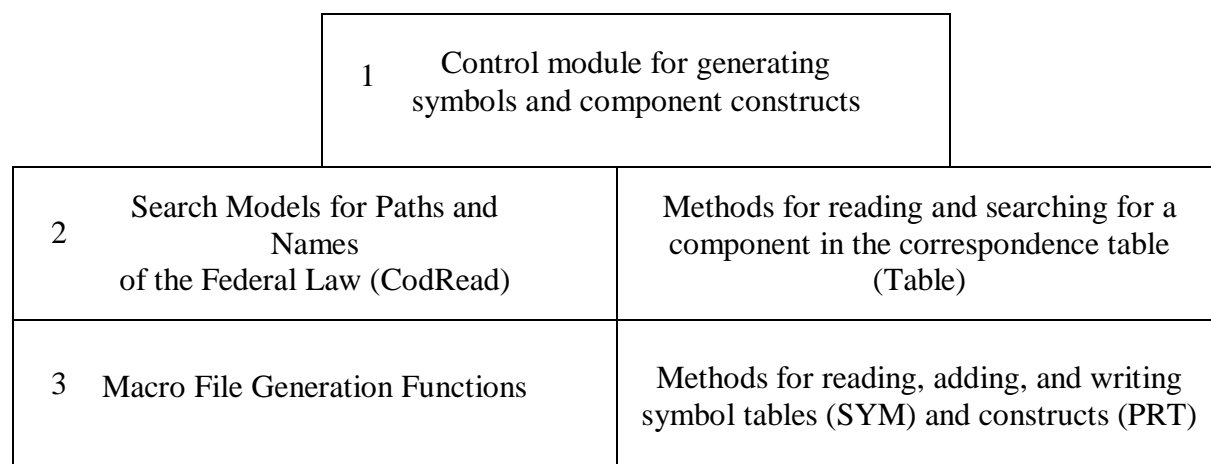 1
Control module for generating
symbols and component constructs
2
Search Models for Paths and
Names
of the Federal Law (CodRead)
Methods for reading and searching for a
component in the correspondence table
(Table)
3
Macro File Generation Functions
Methods for reading, adding, and writing
symbol tables (SYM) and constructs (PRT)